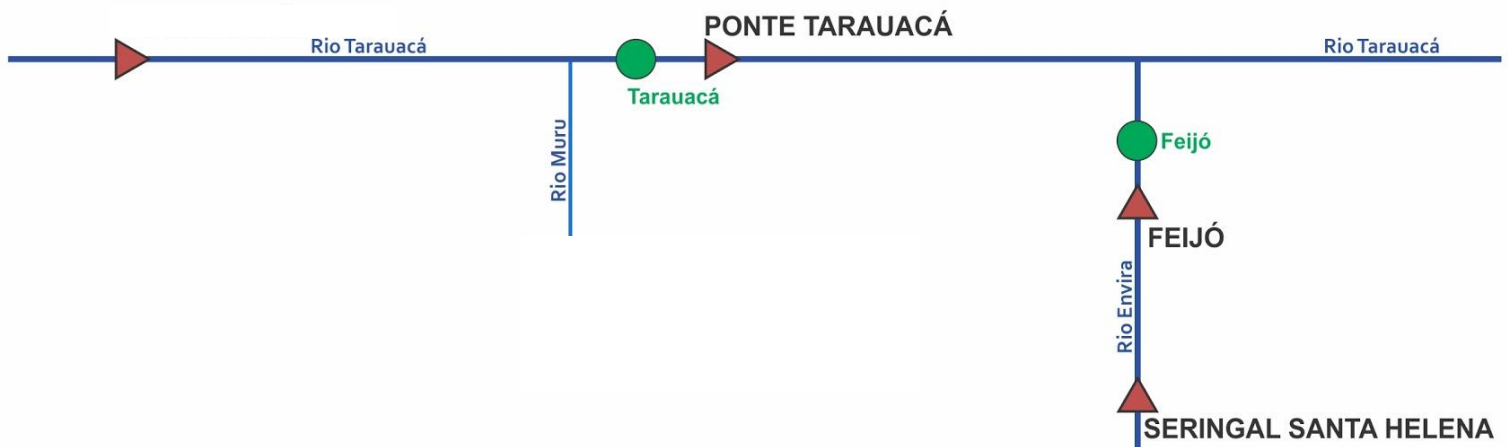 PONTE TARAUACÁ
Rio Tarauacá
Rio Tarauacá
Tarauacá
Rio Muru
Feijó
FEIJÓ
Rio Envira
SERINGAL SANTA HELENA